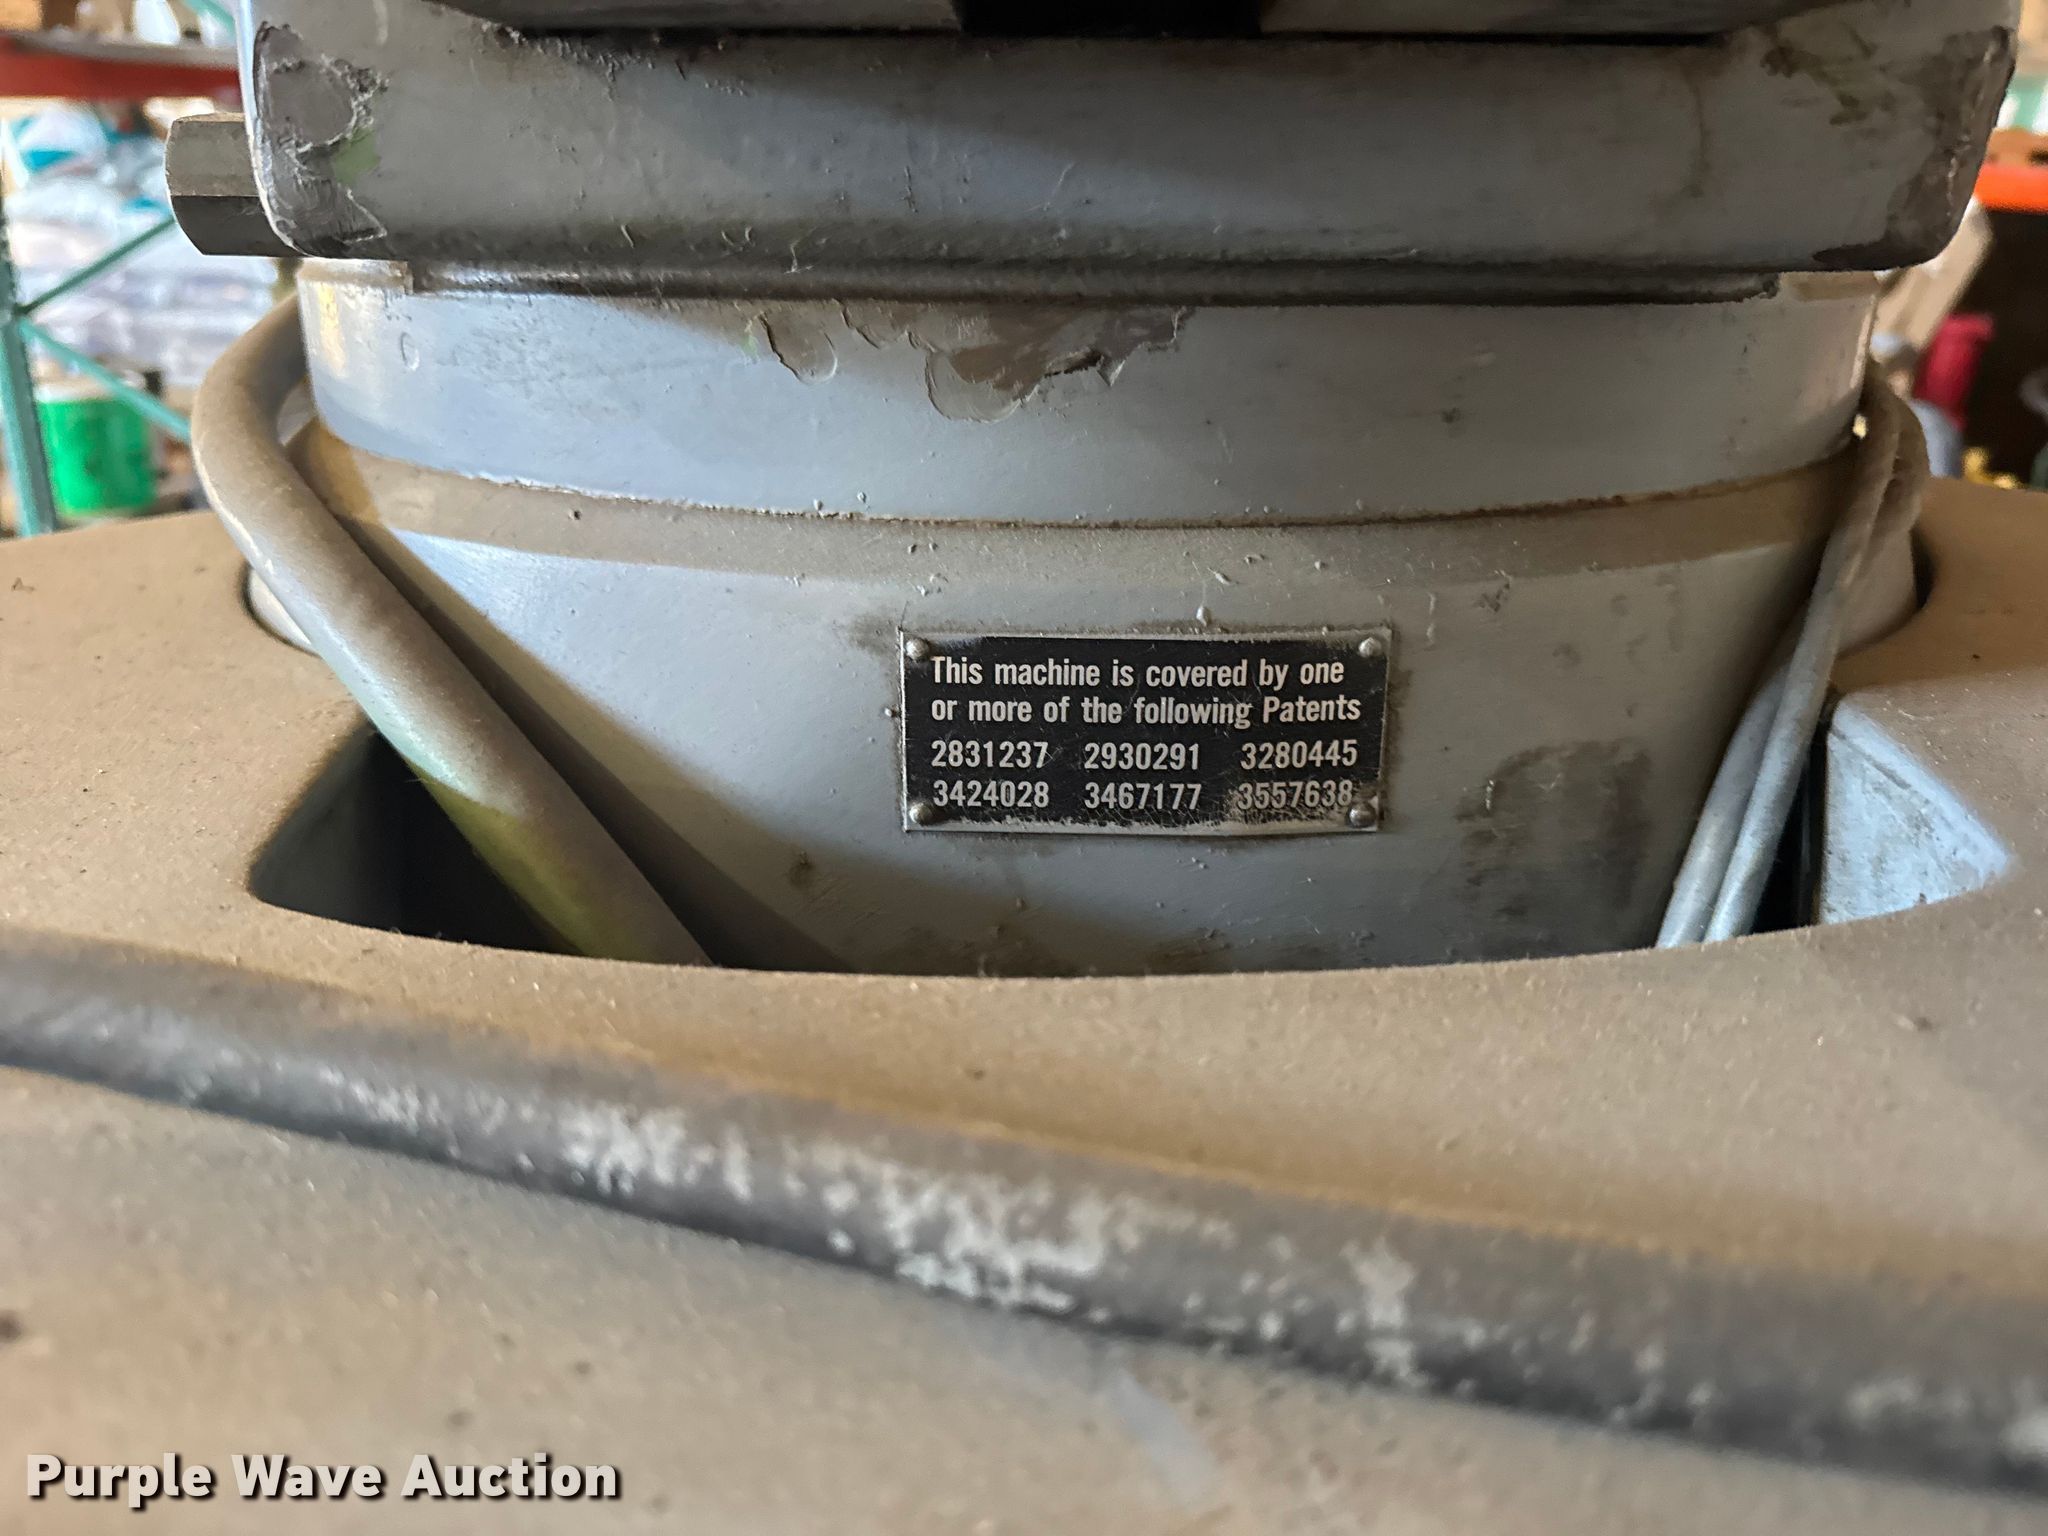 This machine is covered by one
or more of the following Patents
2831237 2930291 3280445
3424028 3467177 3557638
Purple Wave Auction